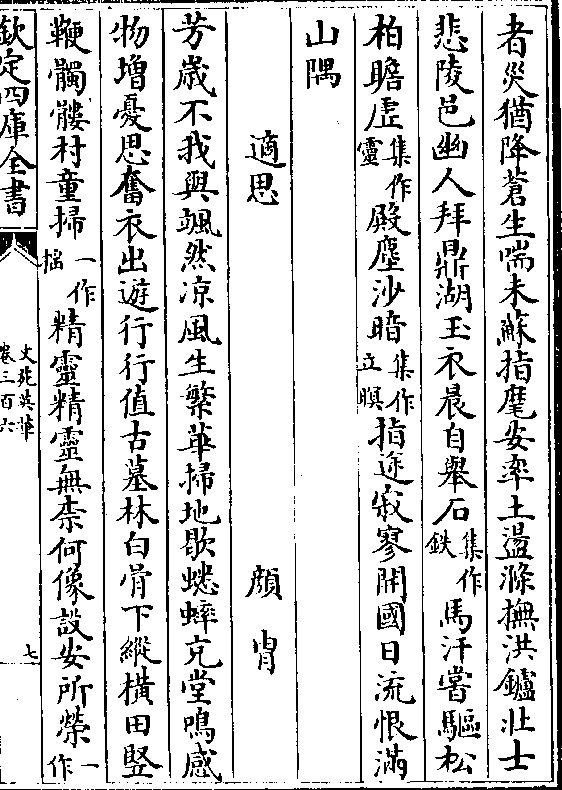 者災猶降蒼生喘未蘇指麾安率土盪滌撫洪鑪壯士
悲陵邑幽人拜鼎湖玉衣晨自舉石集作鉄馬汗嘗驅松
柏瞻虛集作靈殿塵沙暗集作立瞑指途寂寥開國日流恨滿
山隅
適思　顔胄
芳歲不我與颯然凉風生繁華掃地歇蟋蟀充堂鳴感
物增憂思奮衣出遊行行值古墓林白骨下縱橫田竪
鞭髑髏村童掃一作搖精靈精靈無柰何像設安所榮一作
欽定四庫全書
文苑英華
卷三百六
七